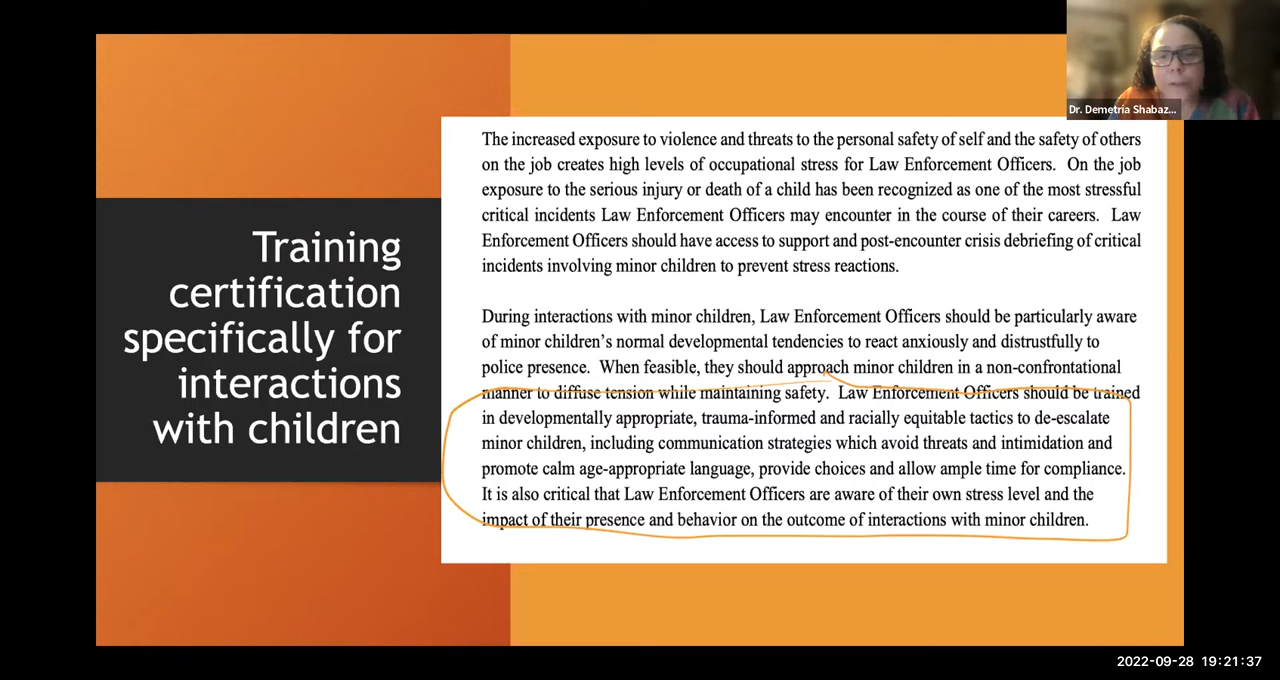 Dr. Demetria Shabaz...
Training
certification
specifically for
interactions
with children
The increased exposure to violence and threats to the personal safety of self and the safety of others
on the job creates high levels of occupational stress for Law Enforcement Officers. On the job
exposure to the serious injury or death of a child has been recognized as one of the most stressful
critical incidents Law Enforcement Officers may encounter in the course of their careers. Law
Enforcement Officers should have access to support and post-encounter crisis debriefing of critical
incidents involving minor children to prevent stress reactions.
During interactions with minor children, Law Enforcement Officers should be particularly aware
of minor children's normal developmental tendencies to react anxiously and distrustfully to
police presence. When feasible, they should approach minor children in a non-confrontational
manner to diffuse tension while maintaining safety. Law Enforcement Officers should be trained
in developmentally appropriate, trauma-informed and racially equitable tactics to de-escalate
minor children, including communication strategies which avoid threats and intimidation and
promote calm age-appropriate language, provide choices and allow ample time for compliance.
It is also critical that Law Enforcement Officers are aware of their own stress level and the
impact of their presence and behavior on the outcome of interactions with minor children.
2022-09-28 19:21:37